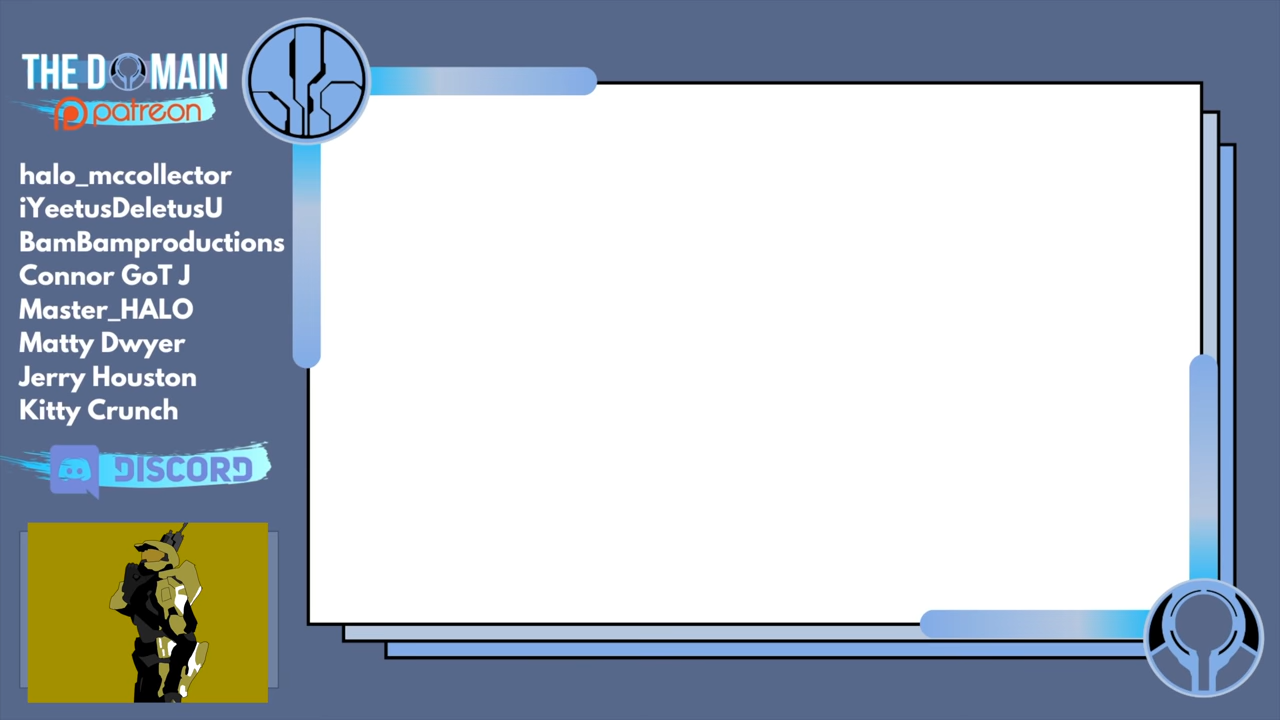 THE DOMAIN
patreon
halo_mccollector
iYeetusDeletusU
BamBamproductions
Connor GoT J
Master_HALO
Matty Dwyer
Jerry Houston
Kitty Crunch
DISCORD